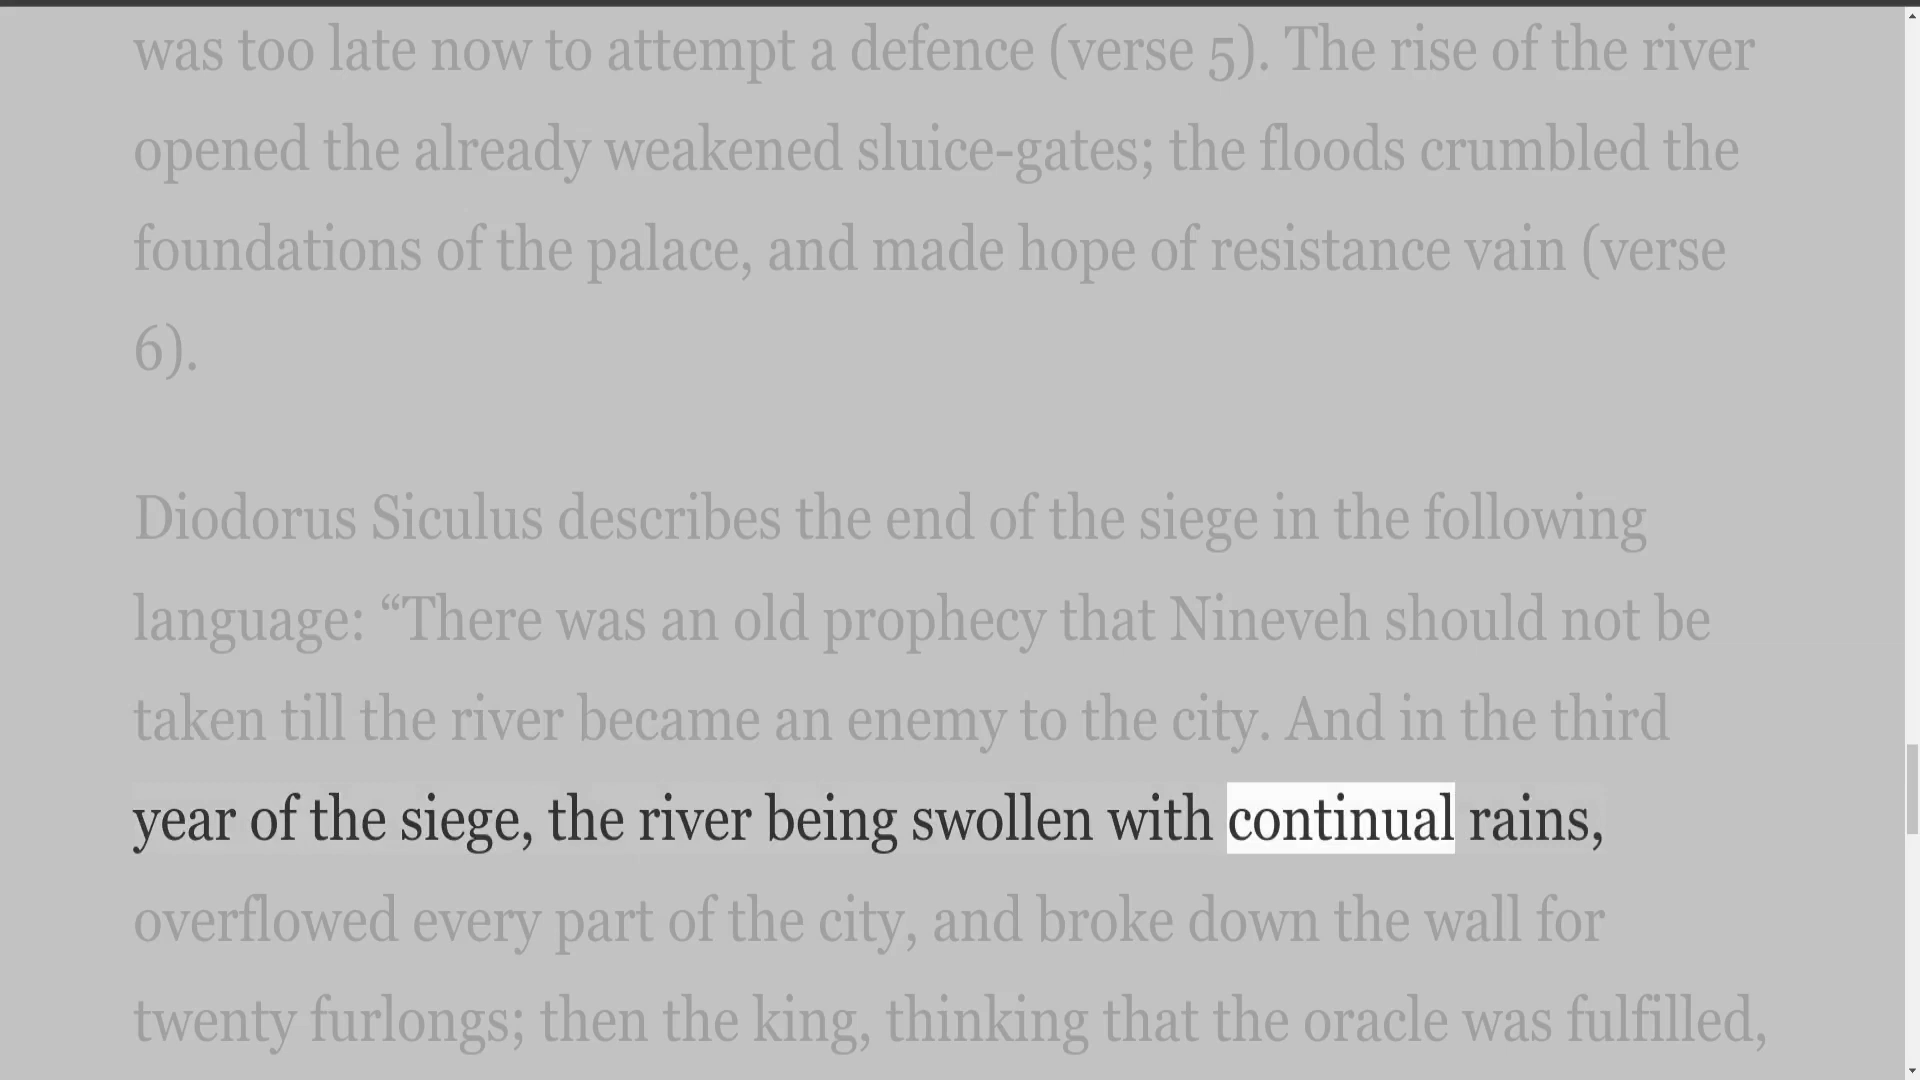 was too late now to attempt a defence (verse 5). The rise of the river
opened the already weakened sluice-gates; the floods crumbled the
foundations of the palace, and made hope of resistance vain (verse
6).
Diodorus Siculus describes the end of the siege in the following
language: “There was an old prophecy that Nineveh should not be
taken till the river became an enemy to the city. And in the third
year of the siege, the river being swollen with continual rains,
overflowed every part of the city, and broke down the wall for
twenty furlongs; then the king, thinking that the oracle was fulfilled,